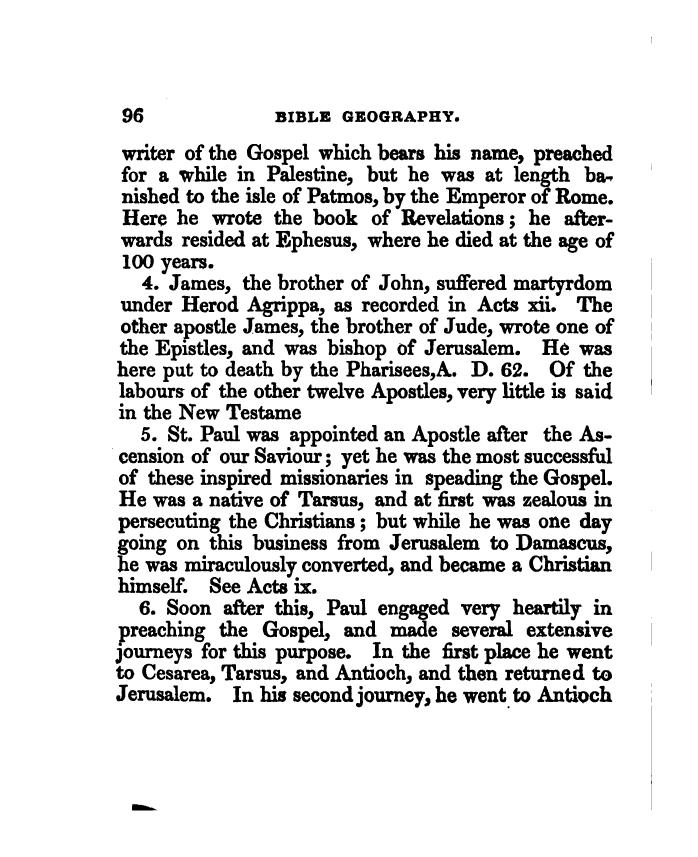 96 BIBLE GEOGRAPHY.
writer of the Gospel which bears his name, preached
for a while in Palestine, but he was at length ba-
nished to the isle of Patmos, by the Emperor of Rome.
Here he wrote the book of Revelations; he after-
wards resided at Ephesus, where he died at the age of
100 years.
4. James, the brother of John, suffered martyrdom
under Herod Agrippa, as recorded in Acts xii. The
other apostle James, the brother of Jude, wrote one of
the Epistles, and was bishop of Jerusalem. He was
here put to death by the Pharisees, A. D. 62. Of the
labours of the other twelve Apostles, very little is said
in the New Testame
5. St. Paul was appointed an Apostle after the As-
cension of our Saviour; yet he was the most successful
of these inspired missionaries in speading the Gospel.
He was a native of Tarsus, and at first was zealous in
persecuting the Christians; but while he was one day
going on this business from Jerusalem to Damascus,
he was miraculously converted, and became a Christian
himself. See Acts ix.
6. Soon after this, Paul engaged very heartily in
preaching the Gospel, and made several extensive
journeys for this purpose. In the first place he went
to Cesarea, Tarsus, and Antioch, and then returned to
Jerusalem. In his second journey, he went to Antioch